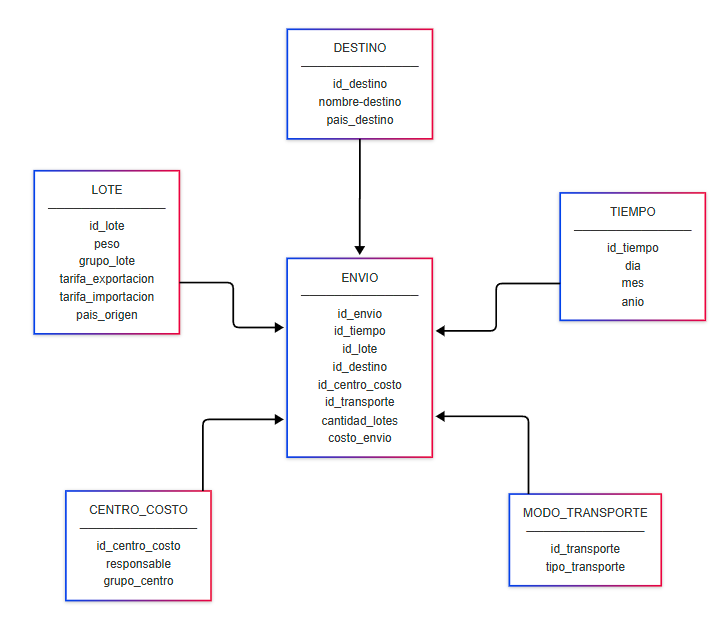 DESTINO
id_destino
nombre-destino
pais_destino
LOTE
id_lote
peso
grupo_lote
tarifa_exportacion
tarifa_importacion
pais_origen
TIEMPO
id_tiempo
dia
mes
anio
ENVIO
id_envio
id_tiempo
id_lote
id_destino
id_centro_costo
id_transporte
cantidad_lotes
costo_envio
CENTRO_COSTO
id_centro_costo
responsable
grupo_centro
MODO_TRANSPORTE
id_transporte
tipo_transporte